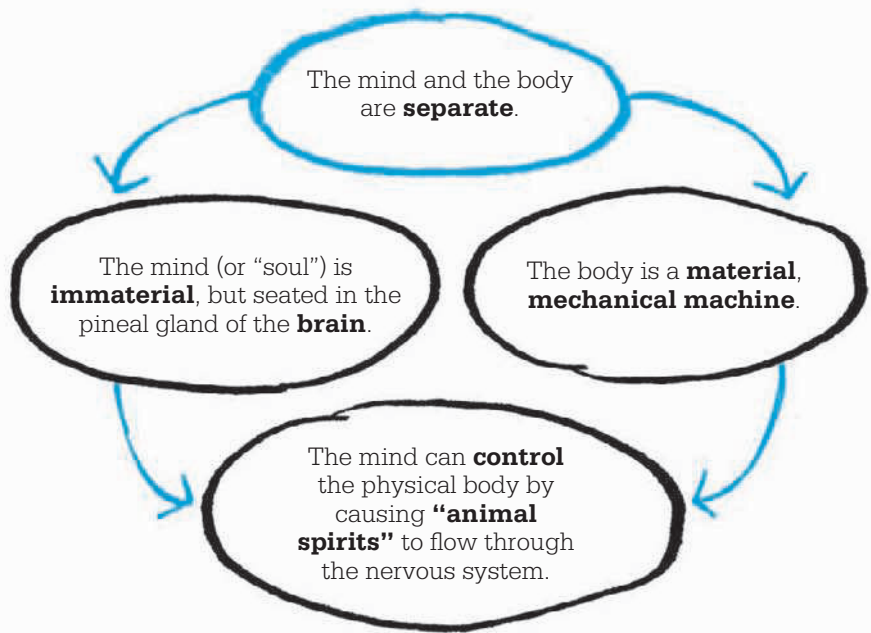 The mind and the body
are separate.
The mind (or “soul”) is
immaterial, but seated in the
pineal gland of the brain.
The body is a material,
mechanical machine.
The mind can control
the physical body by
causing “animal
spirits” to flow through
the nervous system.